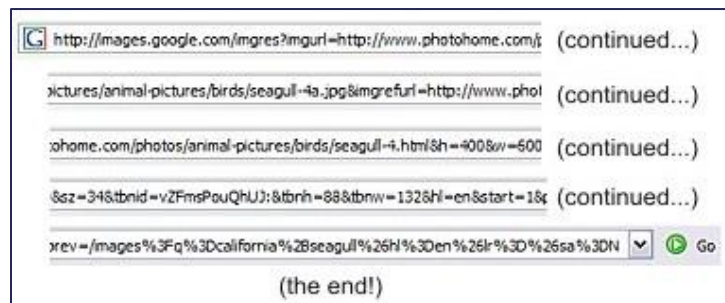 http://images.google.com/imgres?imgurl=http://www.photohome.com/p (continued...)
ictures/animal-pictures/birds/seagull-4a.jpg&imgrefurl=http://www.phot (continued...)
tohome.com/photos/animal-pictures/birds/seagull-4.html&h=400&w=600 (continued...)
&sz=34&tbnid=vZFmsPouQhUJ:&tbnh=88&tbnw=132&hl=en&start=1&p (continued...)
prev=/images%3Fq%3Dcalifornia%2Bseagull%26hl%3Den%26lr%3D%26sa%3DN Go
(the end!)